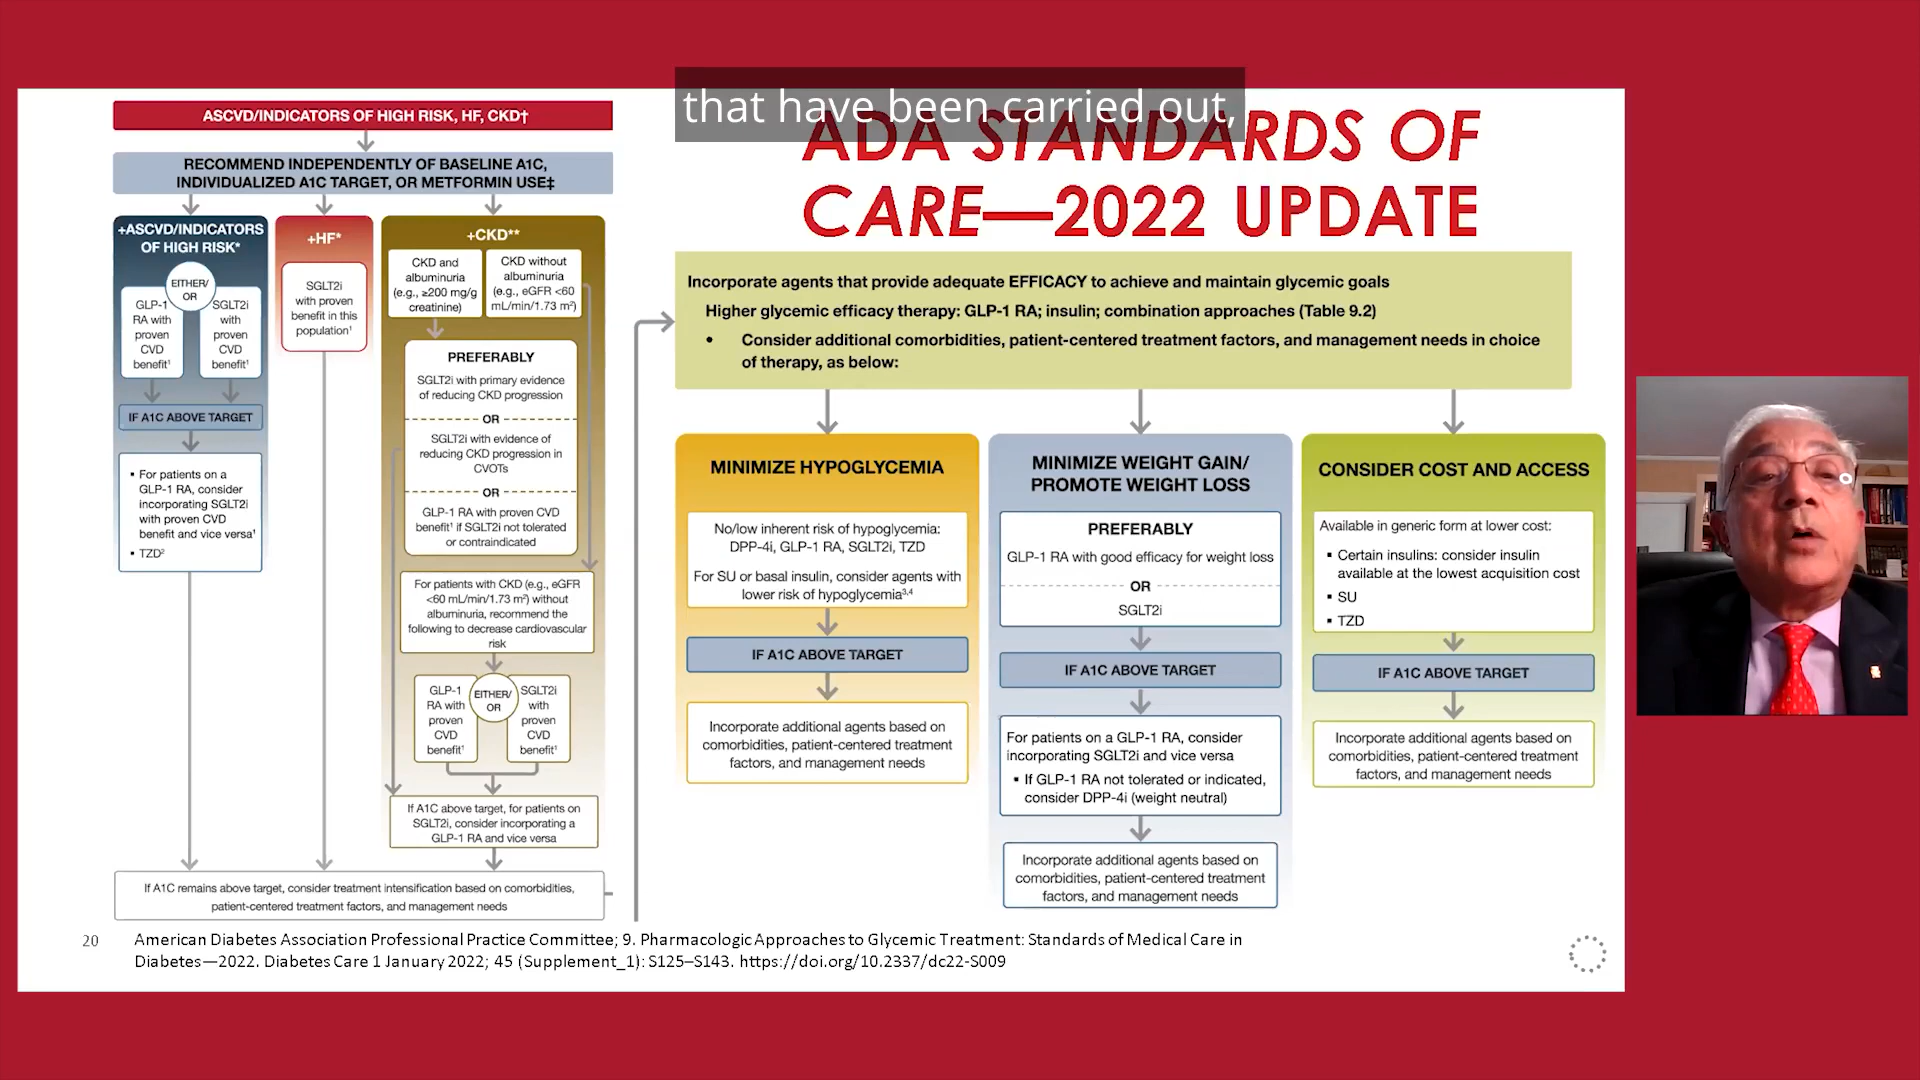 that have been carried out,
ADA STANDARDS OF
CARE—2022 UPDATE
ASCVD/INDICATORS OF HIGH RISK, HF, CKD†
RECOMMEND INDEPENDENTLY OF BASELINE A1C,
INDIVIDUALIZED A1C TARGET, OR METFORMIN USE‡
+ASCVD/INDICATORS
OF HIGH RISK*
EITHER/
OR
GLP-1
RA with
proven
CVD
benefit¹
SGLT2i
with
proven
CVD
benefit¹
IF A1C ABOVE TARGET
▪ For patients on a
GLP-1 RA, consider
incorporating SGLT2i
with proven CVD
benefit and vice versa¹
▪ TZD²
+HF*
SGLT2i
with proven
benefit in this
population¹
+CKD**
CKD and
albuminuria
(e.g., ≥200 mg/g
creatinine)
CKD without
albuminuria
(e.g., eGFR <60
mL/min/1.73 m²)
PREFERABLY
SGLT2i with primary evidence
of reducing CKD progression
OR
SGLT2i with evidence of
reducing CKD progression in
CVOTs
OR
GLP-1 RA with proven CVD
benefit¹ if SGLT2i not tolerated
or contraindicated
For patients with CKD (e.g., eGFR
<60 mL/min/1.73 m²) without
albuminuria, recommend the
following to decrease cardiovascular
risk
EITHER/
OR
GLP-1
RA with
proven
CVD
benefit¹
SGLT2i
with
proven
CVD
benefit¹
If A1C above target, for patients on
SGLT2i, consider incorporating a
GLP-1 RA and vice versa
If A1C remains above target, consider treatment intensification based on comorbidities,
patient-centered treatment factors, and management needs
Incorporate agents that provide adequate EFFICACY to achieve and maintain glycemic goals
Higher glycemic efficacy therapy: GLP-1 RA; insulin; combination approaches (Table 9.2)
• Consider additional comorbidities, patient-centered treatment factors, and management needs in choice
of therapy, as below:
MINIMIZE HYPOGLYCEMIA
No/low inherent risk of hypoglycemia:
DPP-4i, GLP-1 RA, SGLT2i, TZD
For SU or basal insulin, consider agents with
lower risk of hypoglycemia³,⁴
IF A1C ABOVE TARGET
Incorporate additional agents based on
comorbidities, patient-centered treatment
factors, and management needs
MINIMIZE WEIGHT GAIN/
PROMOTE WEIGHT LOSS
PREFERABLY
GLP-1 RA with good efficacy for weight loss
OR
SGLT2i
IF A1C ABOVE TARGET
For patients on a GLP-1 RA, consider
incorporating SGLT2i and vice versa
▪ If GLP-1 RA not tolerated or indicated,
consider DPP-4i (weight neutral)
Incorporate additional agents based on
comorbidities, patient-centered treatment
factors, and management needs
CONSIDER COST AND ACCESS
Available in generic form at lower cost:
▪ Certain insulins: consider insulin
available at the lowest acquisition cost
▪ SU
▪ TZD
IF A1C ABOVE TARGET
Incorporate additional agents based on
comorbidities, patient-centered treatment
factors, and management needs
20
American Diabetes Association Professional Practice Committee; 9. Pharmacologic Approaches to Glycemic Treatment: Standards of Medical Care in
Diabetes—2022. Diabetes Care 1 January 2022; 45 (Supplement_1): S125–S143. https://doi.org/10.2337/dc22-S009